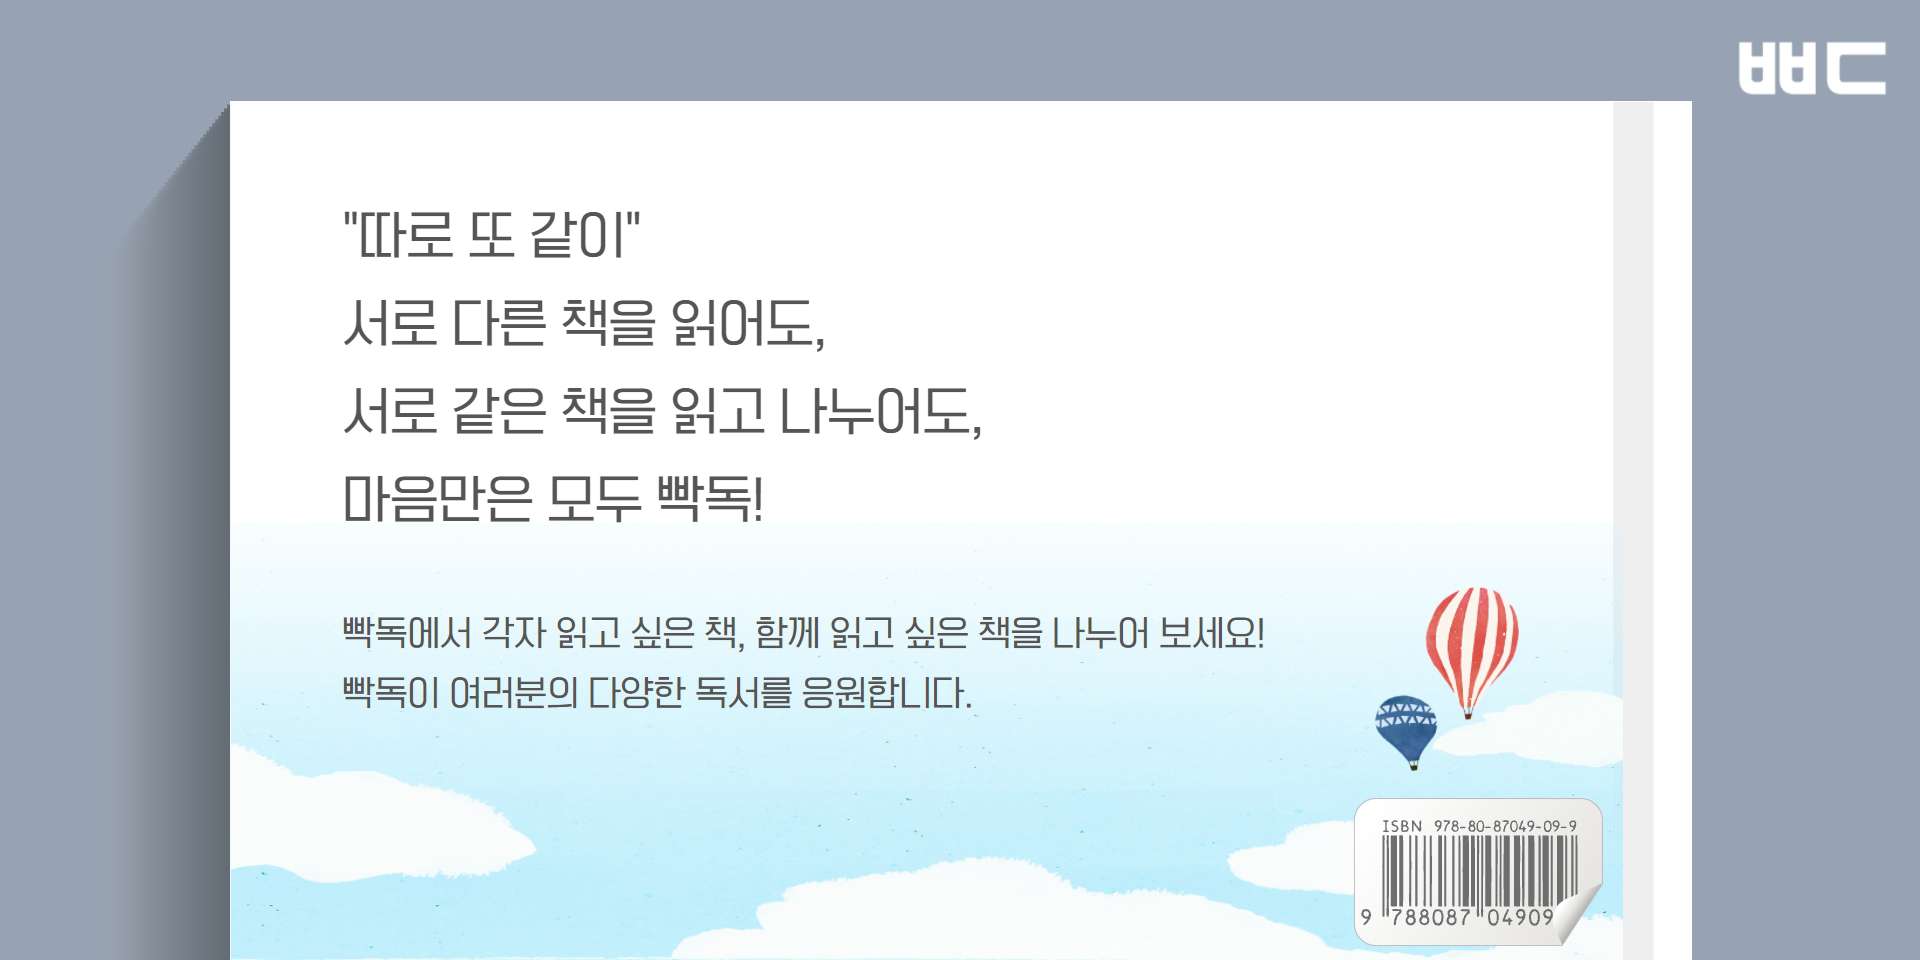 ㅃㄷ
"따로 또 같이"
서로 다른 책을 읽어도,
서로 같은 책을 읽고 나누어도,
마음만은 모두 빡독!
빡독에서 각자 읽고 싶은 책, 함께 읽고 싶은 책을 나누어 보세요!
빡독이 여러분의 다양한 독서를 응원합니다.
ISBN 978-80-87049-09-9
9 788087 04909